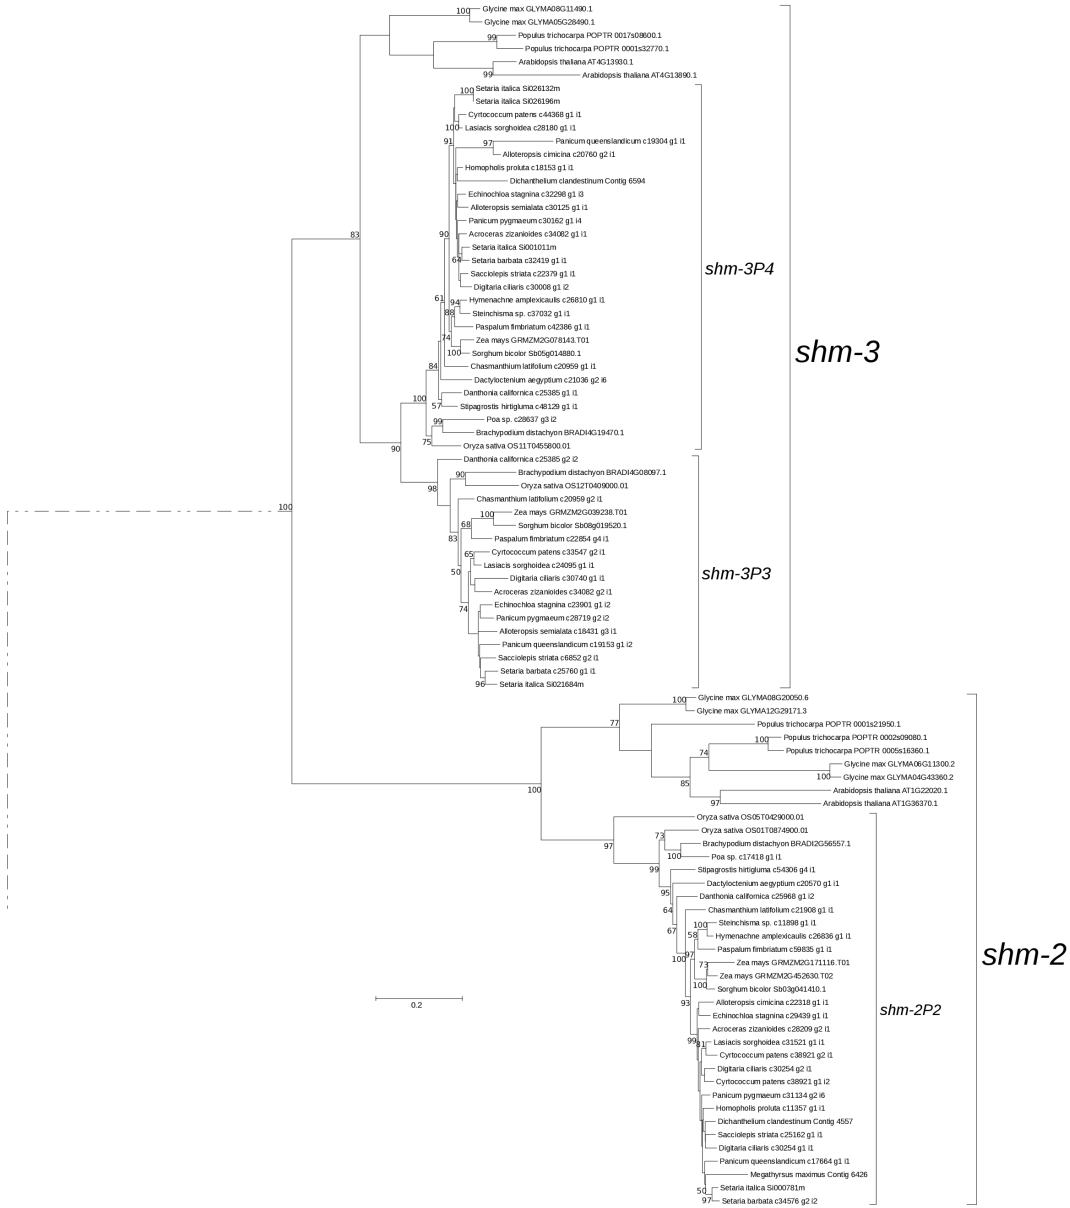 Glycine max GLYMA08G11490.1
100
Glycine max GLYMA05G28490.1
Populus trichocarpa POPTR 0017s08600.1
99
Populus trichocarpa POPTR 0001s32770.1
Arabidopsis thaliana AT4G13930.1
99
Arabidopsis thaliana AT4G13890.1
Setaria italica Si026132m
100
Setaria italica Si026196m
Cyrtococcum patens c44368 g1 i1
100
Lasiacis sorghoidea c28180 g1 i1
91
Panicum queenslandicum c19304 g1 i1
97
Alloteropsis cimicina c20760 g2 i1
Homopholis proluta c18153 g1 i1
Dichanthelium clandestinum Contig 6594
Echinochloa stagnina c32298 g1 i3
Alloteropsis semialata c30125 g1 i1
Panicum pygmaeum c30162 g1 i4
83
90
Acroceras zizanioides c34082 g1 i1
Setaria italica Si001011m
64
Setaria barbata c32419 g1 i1
shm-3P4
Sacciolepis striata c22379 g1 i1
Digitaria ciliaris c30008 g1 i2
61
94
Hymenachne amplexicaulis c26810 g1 i1
88
Steinchisma sp. c37032 g1 i1
Paspalum fimbriatum c42386 g1 i1
74
Zea mays GRMZM2G078143.T01
100
Sorghum bicolor Sb05g014880.1
shm-3
84
Chasmanthium latifolium c20959 g1 i1
Dactyloctenium aegyptium c21036 g2 i6
Danthonia californica c25385 g1 i1
100
57
Stipagrostis hirtigluma c48129 g1 i1
99
Poa sp. c28637 g3 i2
Brachypodium distachyon BRADI4G19470.1
75
Oryza sativa OS11T0455800.01
90
Danthonia californica c25385 g2 i2
90
Brachypodium distachyon BRADI4G08097.1
98
Oryza sativa OS12T0409000.01
Chasmanthium latifolium c20959 g2 i1
100
100
Zea mays GRMZM2G039238.T01
68
Sorghum bicolor Sb08g019520.1
83
Paspalum fimbriatum c22854 g4 i1
65
Cyrtococcum patens c33547 g2 i1
Lasiacis sorghoidea c24095 g1 i1
50
shm-3P3
Digitaria ciliaris c30740 g1 i1
Acroceras zizanioides c34082 g2 i1
74
Echinochloa stagnina c23901 g1 i2
Panicum pygmaeum c28719 g2 i2
Alloteropsis semialata c18431 g3 i1
Panicum queenslandicum c19153 g1 i2
Sacciolepis striata c6852 g2 i1
Setaria barbata c25760 g1 i1
96
Setaria italica Si021684m
Glycine max GLYMA08G20050.6
100
Glycine max GLYMA12G29171.3
77
Populus trichocarpa POPTR 0001s21950.1
100
Populus trichocarpa POPTR 0002s09080.1
74
Populus trichocarpa POPTR 0005s16360.1
Glycine max GLYMA06G11300.2
100
Glycine max GLYMA04G43360.2
85
100
Arabidopsis thaliana AT1G22020.1
97
Arabidopsis thaliana AT1G36370.1
Oryza sativa OS05T0429000.01
73
Oryza sativa OS01T0874900.01
97
Brachypodium distachyon BRADI2G56557.1
100
Poa sp. c17418 g1 i1
99
Stipagrostis hirtigluma c54306 g4 i1
Dactyloctenium aegyptium c20570 g1 i1
95
Danthonia californica c25968 g1 i2
64
Chasmanthium latifolium c21908 g1 i1
100
Steinchisma sp. c11898 g1 i1
67
58
Hymenachne amplexicaulis c26836 g1 i1
Paspalum fimbriatum c59835 g1 i1
shm-2
100
97
73
Zea mays GRMZM2G171116.T01
Zea mays GRMZM2G452630.T02
100
Sorghum bicolor Sb03g041410.1
93
Alloteropsis cimicina c22318 g1 i1
0.2
shm-2P2
Echinochloa stagnina c29439 g1 i1
Acroceras zizanioides c28209 g2 i1
99
81
Lasiacis sorghoidea c31521 g1 i1
Cyrtococcum patens c38921 g2 i1
Digitaria ciliaris c30254 g2 i1
Cyrtococcum patens c38921 g1 i2
Panicum pygmaeum c31134 g2 i6
Homopholis proluta c11357 g1 i1
Dichanthelium clandestinum Contig 4557
Sacciolepis striata c25162 g1 i1
Digitaria ciliaris c30254 g1 i1
Panicum queenslandicum c17664 g1 i1
Megathyrsus maximus Contig 6426
50
Setaria italica Si000781m
97
Setaria barbata c34576 g2 i2